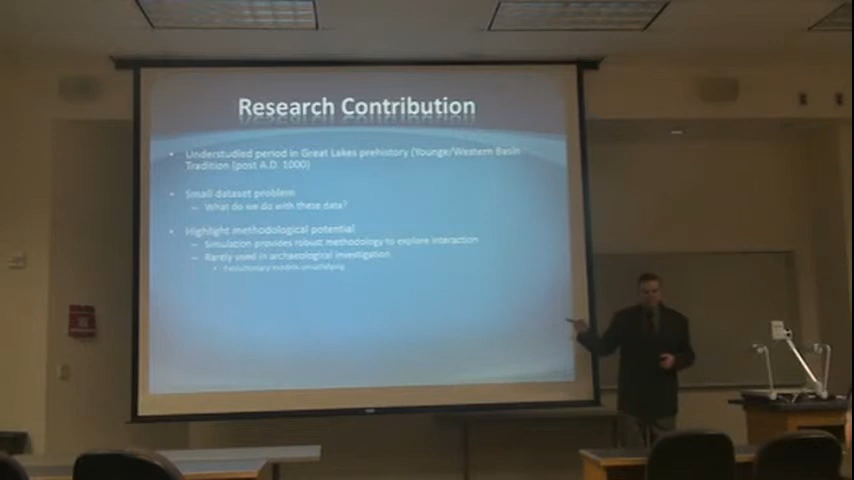 Research Contribution
• Understudied period in Great Lakes prehistory (Younge/Western Basin
Tradition (post A.D. 1000)
• Small dataset problem
– What do we do with these data?
• Highlight methodological potential
– Simulation provides robust methodology to explore interaction
– Rarely used in archaeological investigation
• Evolutionary models unsatisfying